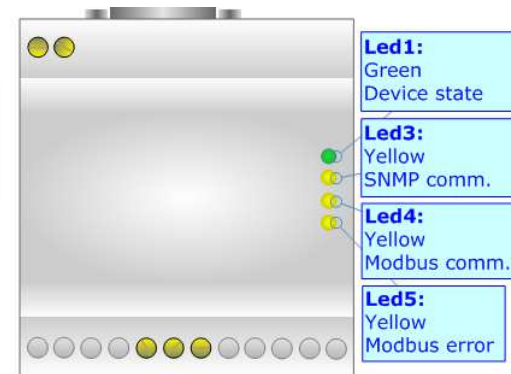 Led1:
Green
Device state
Led3:
Yellow
SNMP comm.
Led4:
Yellow
Modbus comm.
Led5:
Yellow
Modbus error